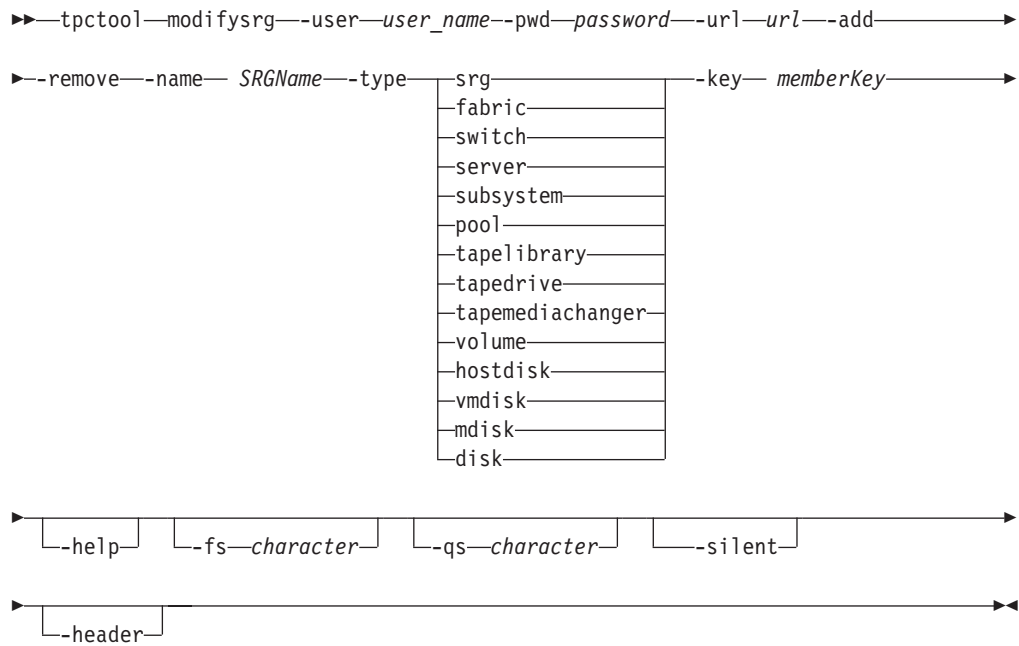 tpctool modifysrg -user user_name -pwd password -url url -add
-remove -name SRGName -type srg -key memberKey
fabric
switch
server
subsystem
pool
tapelibrary
tapedrive
tapemediachanger
volume
hostdisk
vmdisk
mdisk
disk
-help -fs character -qs character -silent
-header